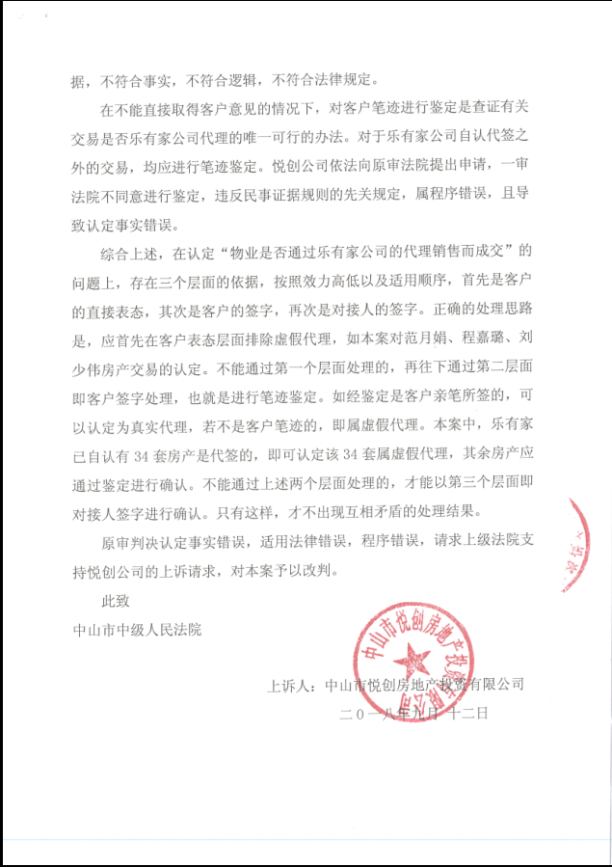 据，不符合事实，不符合逻辑，不符合法律规定。
在不能直接取得客户意见的情况下，对客户笔迹进行鉴定是查证有关
交易是否乐有家公司代理的唯一可行的办法。对于乐有家公司自认代签之
外的交易，均应进行笔迹鉴定。悦创公司依法向原审法院提出申请，一审
法院不同意进行鉴定，违反民事证据规则的先关规定，属程序错误，且导
致认定事实错误。
综合上述，在认定“物业是否通过乐有家公司的代理销售而成交”的
问题上，存在三个层面的依据，按照效力高低以及适用顺序，首先是客户
的直接表态，其次是客户的签字，再次是对接人的签字。正确的处理思路
是，应首先在客户表态层面排除虚假代理，如本案对范月娟、程嘉璐、刘
少伟房产交易的认定。不能通过第一个层面处理的，再往下通过第二层面
即客户签字处理，也就是进行笔迹鉴定。如经鉴定是客户亲笔所签的，可
以认定为真实代理，若不是客户笔迹的，即属虚假代理。本案中，乐有家
已自认有 34 套房产是代签的，即可认定该 34 套属虚假代理，其余房产应
通过鉴定进行确认。不能通过上述两个层面处理的，才能以第三个层面即
对接人签字进行确认。只有这样，才不出现互相矛盾的处理结果。
原审判决认定事实错误，适用法律错误，程序错误，请求上级法院支
持悦创公司的上诉请求，对本案予以改判。
此致
中山市中级人民法院
中山市悦创房地产投资有限公司
上诉人：中山市悦创房地产投资有限公司
二〇一八年九月十二日